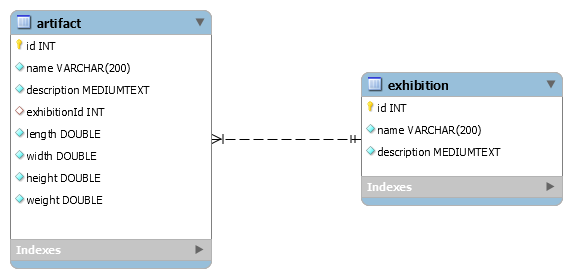 artifact
id INT
name VARCHAR(200)
description MEDIUMTEXT
exhibitionId INT
length DOUBLE
width DOUBLE
height DOUBLE
weight DOUBLE
Indexes
exhibition
id INT
name VARCHAR(200)
description MEDIUMTEXT
Indexes